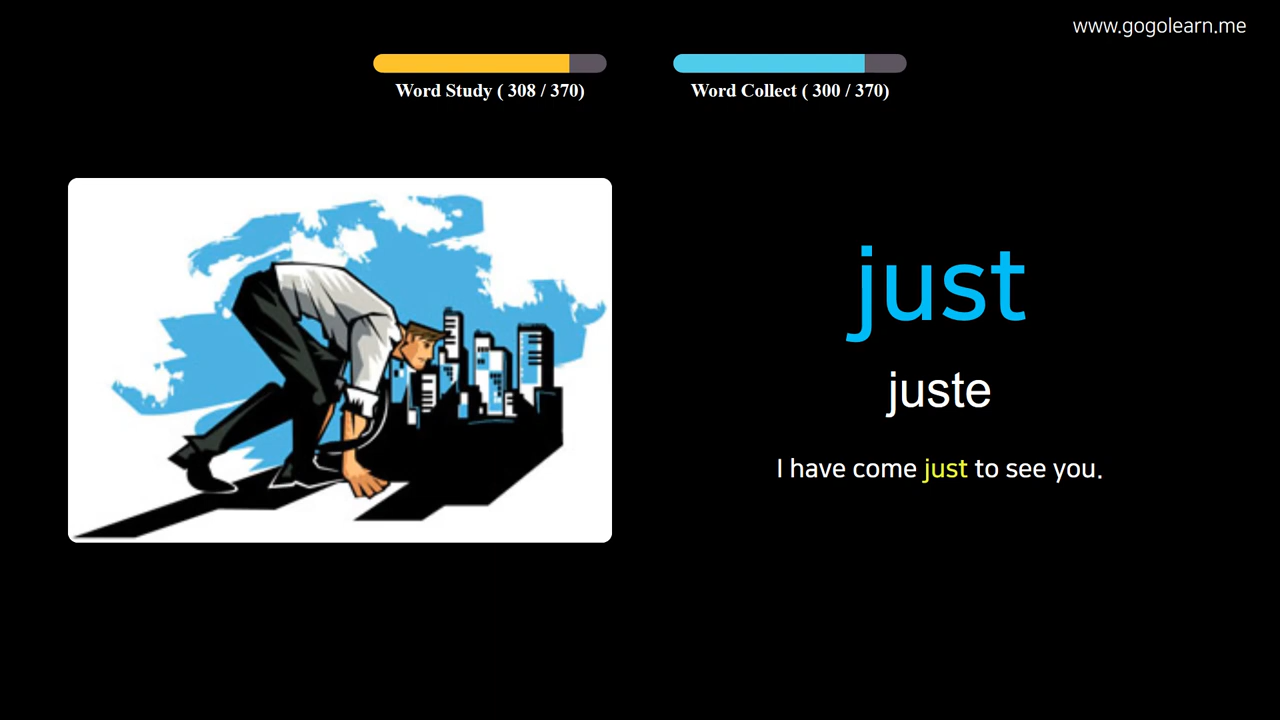 www.gogolearn.me
Word Study ( 308 / 370)
Word Collect ( 300 / 370)
just
juste
I have come just to see you.